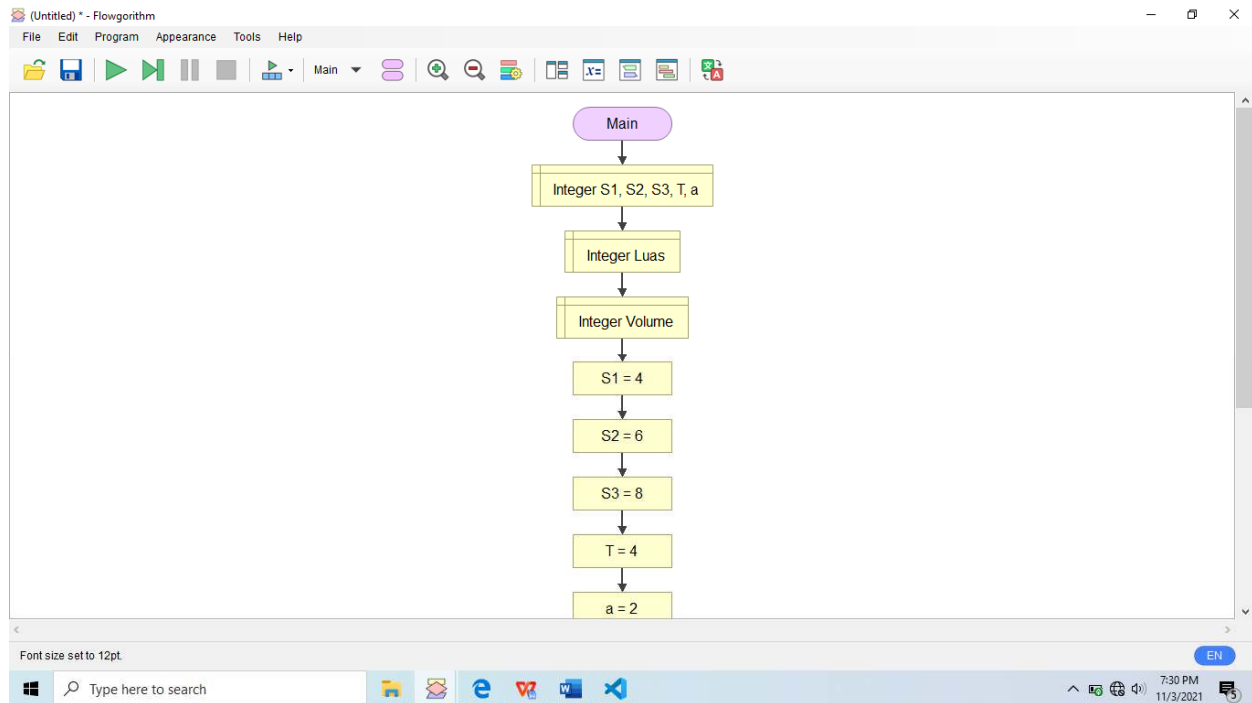 (Untitled) * - Flowgorithm
File Edit Program Appearance Tools Help
Main
x=
Main
Integer S1, S2, S3, T, a
Integer Luas
Integer Volume
S1 = 4
S2 = 6
S3 = 8
T = 4
a = 2
Font size set to 12pt.
EN
Type here to search
7:30 PM
11/3/2021
5